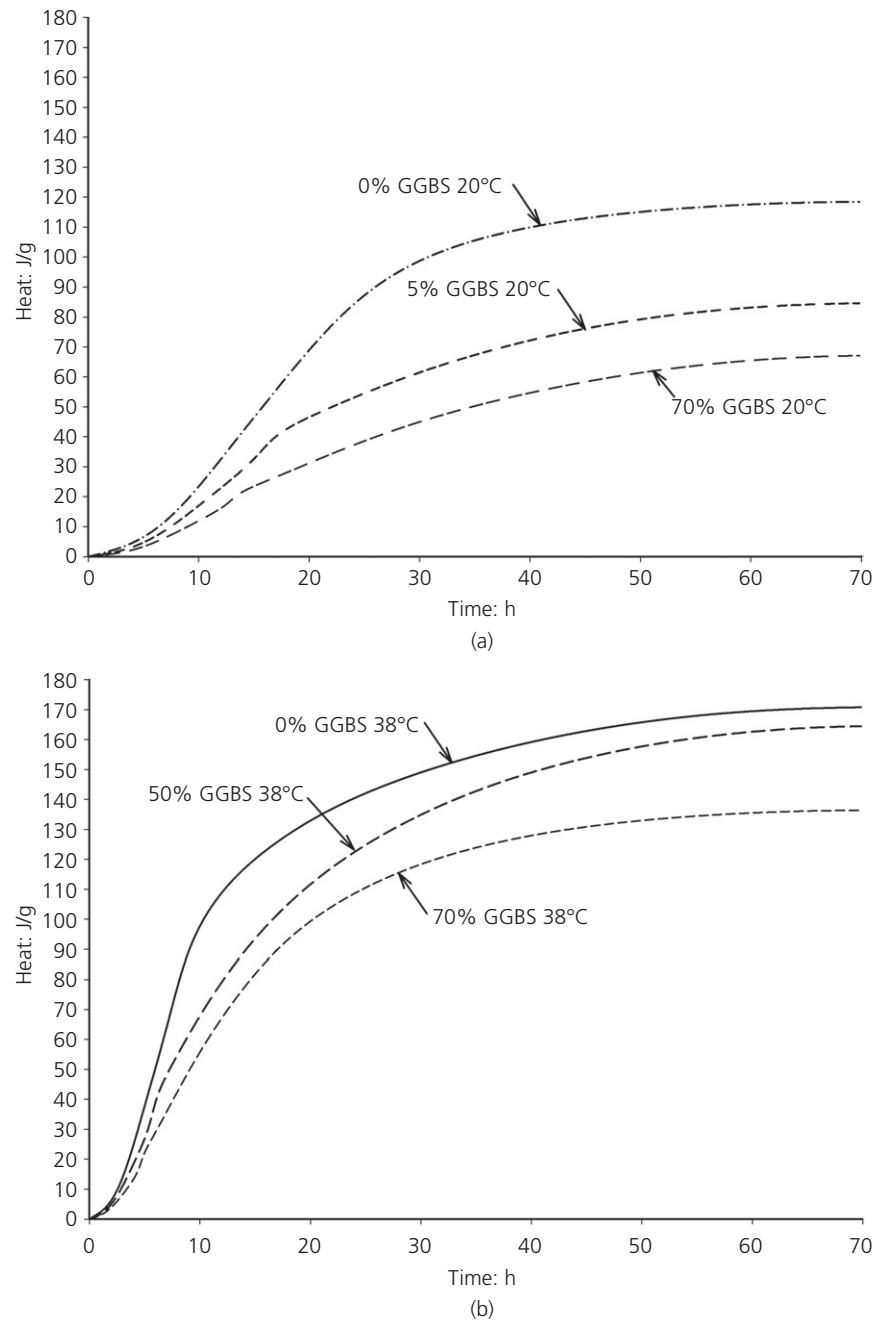 180
170
160
150
140
130
120
110
100
90
80
70
60
50
40
30
20
10
0
Heat: J/g
0% GGBS 20°C
5% GGBS 20°C
70% GGBS 20°C
0 10 20 30 40 50 60 70
Time: h
(a)
180
170
160
150
140
130
120
110
100
90
80
70
60
50
40
30
20
10
0
Heat: J/g
0% GGBS 38°C
50% GGBS 38°C
70% GGBS 38°C
0 10 20 30 40 50 60 70
Time: h
(b)